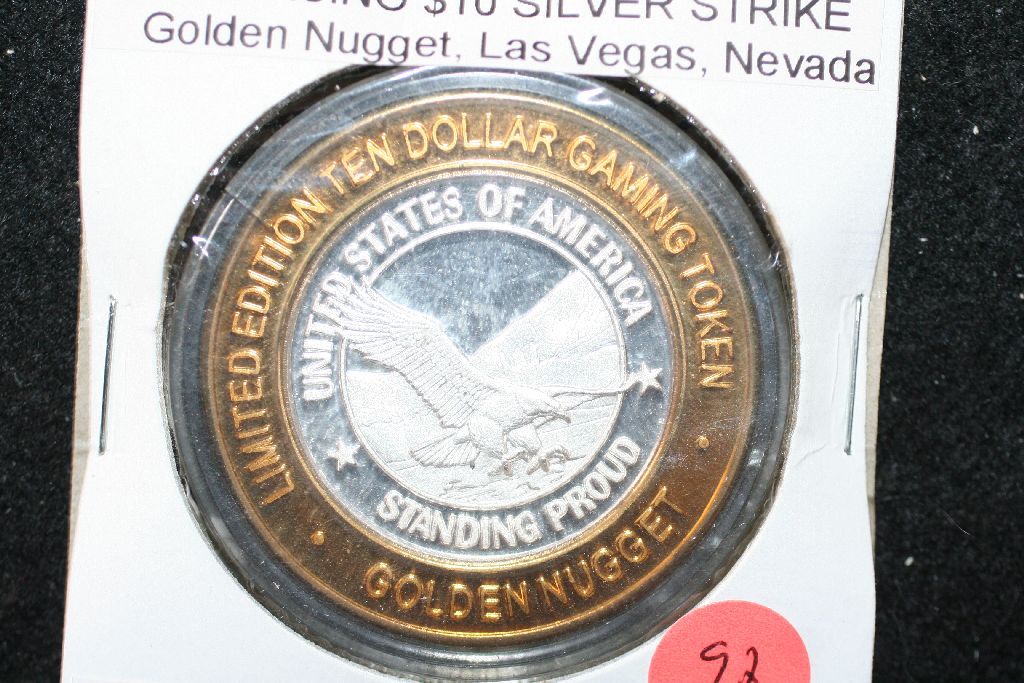 $10 SILVER STRIKE
Golden Nugget, Las Vegas, Nevada
LIMITED EDITION TEN DOLLAR GAMING TOKEN
UNITED STATES OF AMERICA
STANDING PROUD
GOLDEN NUGGET
92